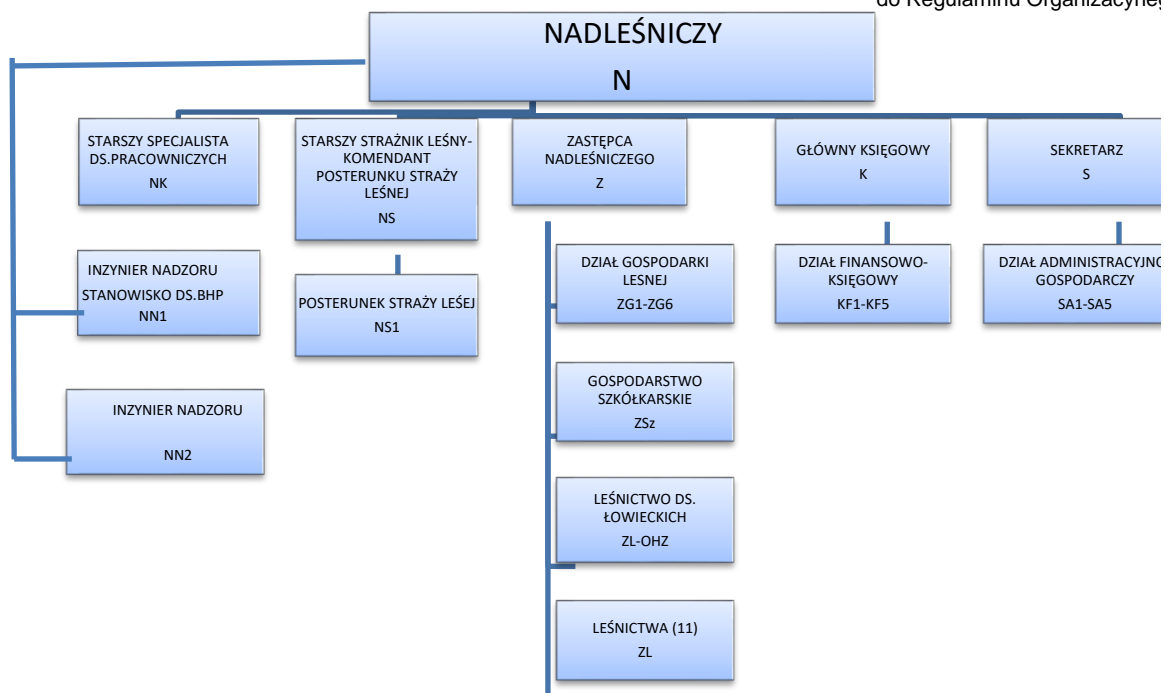 do Regulaminu Organizacyjneg
NADLEŚNICZY
N
STARSZY SPECJALISTA
DS.PRACOWNICZYCH
NK
STARSZY STRAŻNIK LEŚNY-
KOMENDANT
POSTERUNKU STRAŻY
LEŚNEJ
NS
ZASTĘPCA
NADLEŚNICZEGO
Z
GŁÓWNY KSIĘGOWY
K
SEKRETARZ
S
INZYNIER NADZORU
STANOWISKO DS.BHP
NN1
POSTERUNEK STRAŻY LEŚEJ
NS1
DZIAŁ GOSPODARKI
LESNEJ
ZG1-ZG6
DZIAŁ FINANSOWO-
KSIĘGOWY
KF1-KF5
DZIAŁ ADMINISTRACYJNO
GOSPODARCZY
SA1-SA5
INZYNIER NADZORU
NN2
GOSPODARSTWO
SZKÓŁKARSKIE
ZSz
LEŚNICTWO DS.
ŁOWIECKICH
ZL-OHZ
LEŚNICTWA (11)
ZL